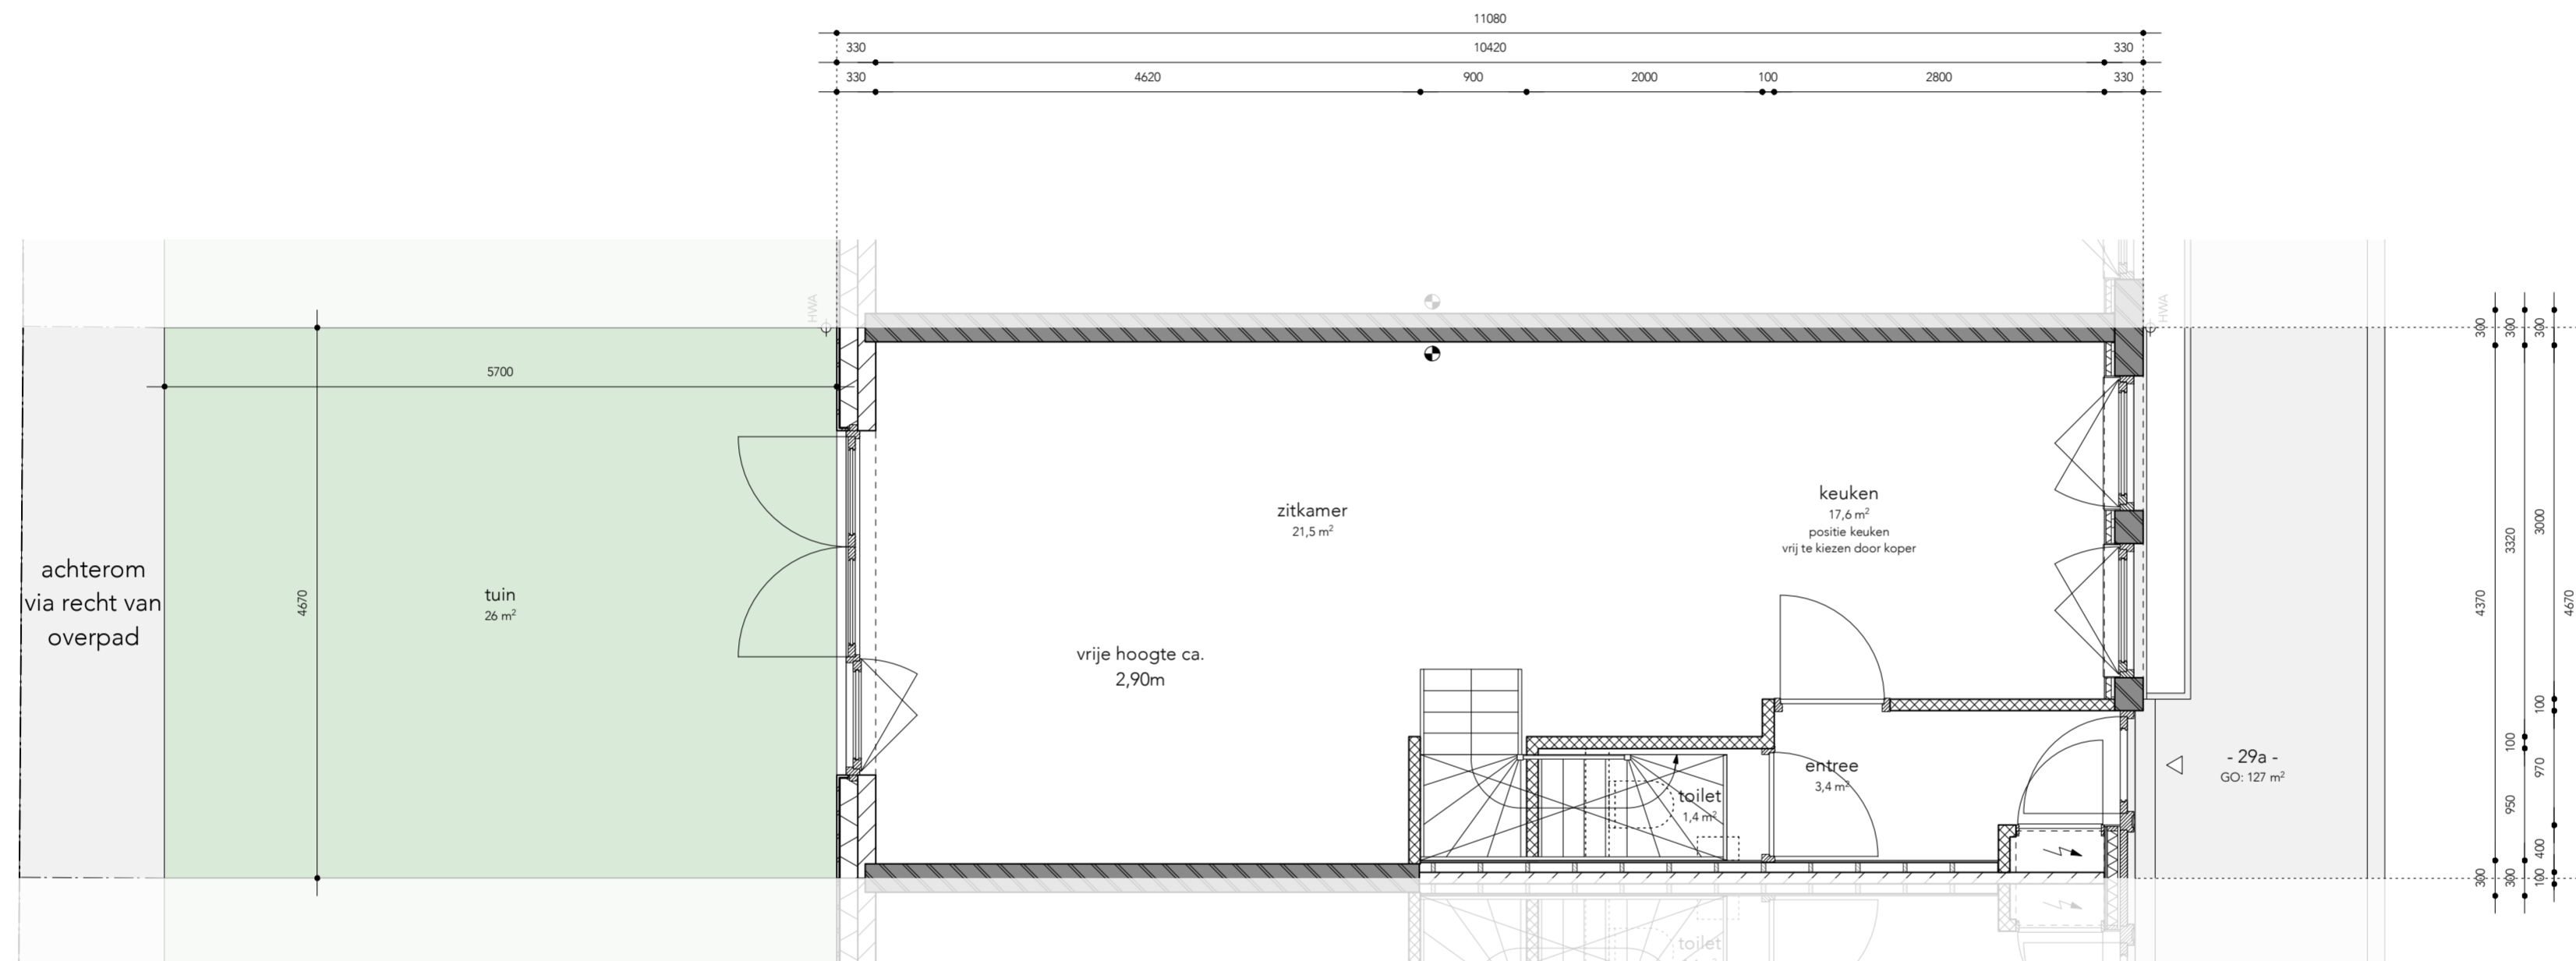 11080
330
10420
330
330
4620
900
2000
100
2800
330
HWA
HWA
300
300
300
5700
zitkamer
21,5 m²
keuken
17,6 m²
positie keuken
vrij te kiezen door koper
3000
3320
achterom
via recht van
overpad
4670
tuin
26 m²
4370
4670
vrije hoogte ca.
2,90m
100
100
entree
3,4 m²
- 29a -
GO: 127 m²
970
toilet
1,4 m²
950
400
300
300
100
toilet